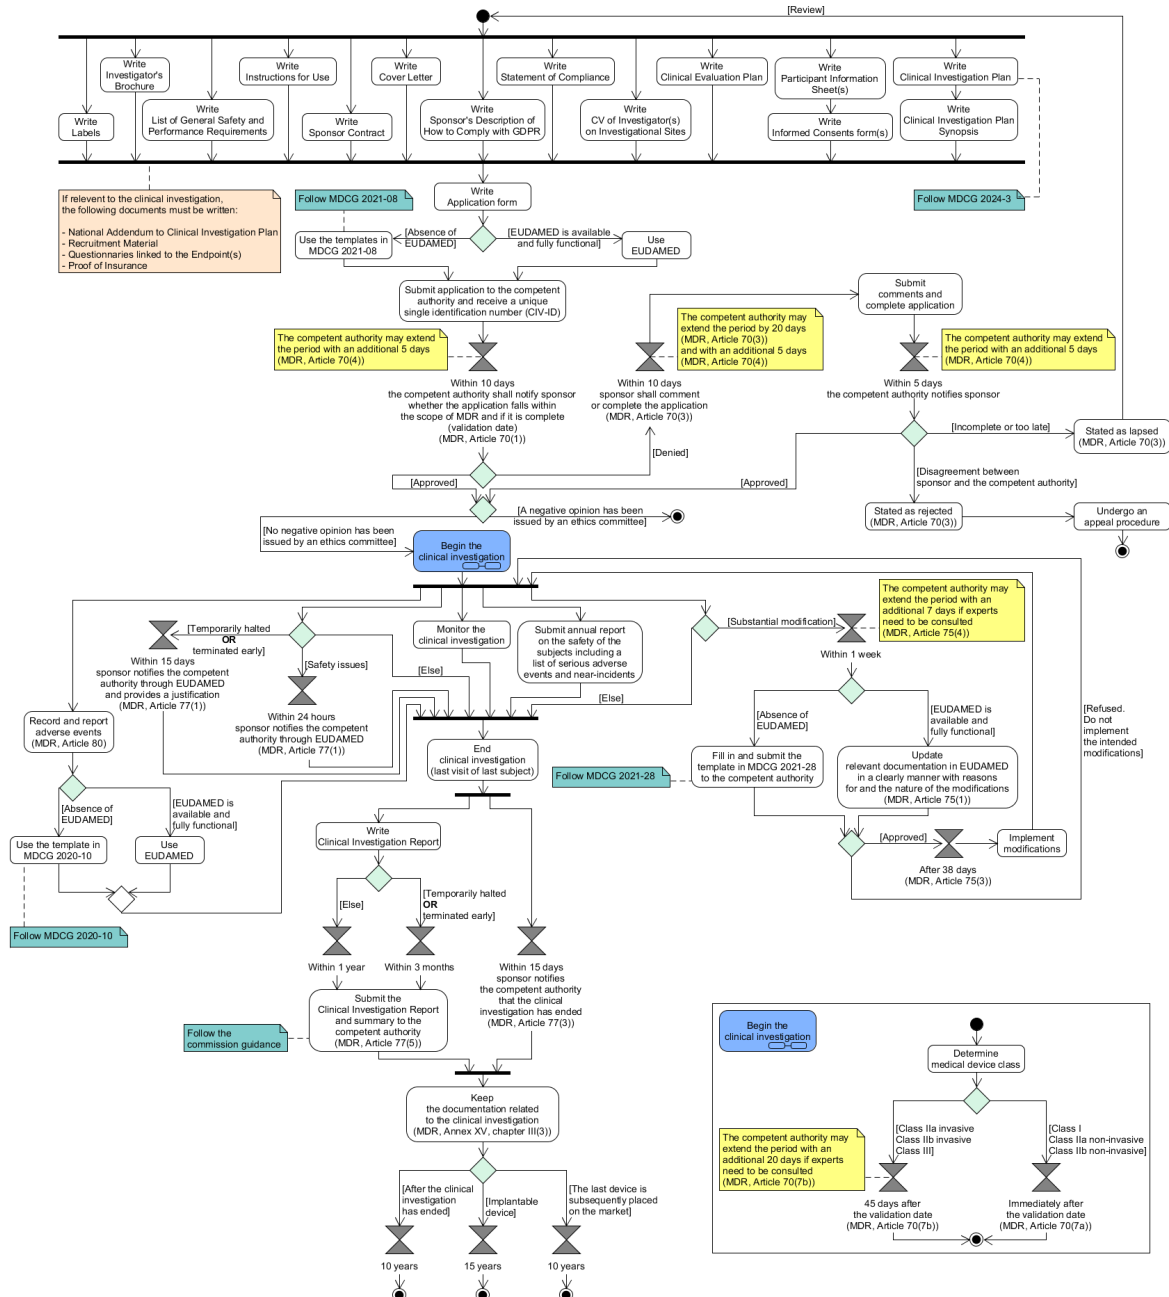 [Review]
Write
Investigator's
Brochure
Write
Instructions for Use
Write
Cover Letter
Write
Statement of Compliance
Write
Clinical Evaluation Plan
Write
Participant Information
Sheet(s)
Write
Clinical Investigation Plan
Write
Labels
Write
List of General Safety and
Performance Requirements
Write
Sponsor Contract
Write
Sponsor's Description of
How to Comply with GDPR
Write
CV of Investigator(s)
on Investigational Sites
Write
Informed Consents form(s)
Write
Clinical Investigation Plan
Synopsis
If relevent to the clinical investigation,
the following documents must be written:
- National Addendum to Clinical Investigation Plan
- Recruitment Material
- Questionnaries linked to the Endpoint(s)
- Proof of Insurance
Follow MDCG 2021-08
Write
Application form
Follow MDCG 2024-3
Use the templates in
MDCG 2021-08
[Absence of
EUDAMED]
[EUDAMED is available
and fully functional]
Use
EUDAMED
Submit application to the competent
authority and receive a unique
single identification number (CIV-ID)
Submit
comments and
complete application
The competent authority may extend
the period with an additional 5 days
(MDR, Article 70(4))
The competent authority may
extend the period by 20 days
(MDR, Article 70(3))
and with an additional 5 days
(MDR, Article 70(4))
The competent authority may extend
the period with an additional 5 days
(MDR, Article 70(4))
Within 10 days
the competent authority shall notify sponsor
whether the application falls within
the scope of MDR and if it is complete
(validation date)
(MDR, Article 70(1))
Within 10 days
sponsor shall comment
or complete the application
(MDR, Article 70(3))
Within 5 days
the competent authority notifies sponsor
[Incomplete or too late]
Stated as lapsed
(MDR, Article 70(3))
[Denied]
[Approved]
[Approved]
[Disagreement between
sponsor and the competent authority]
Stated as rejected
(MDR, Article 70(3))
Undergo an
appeal procedure
[A negative opinion has been
issued by an ethics committee]
[No negative opinion has been
issued by an ethics committee]
Begin the
clinical investigation
[Temporarily halted
OR
terminated early]
Within 15 days
sponsor notifies the competent
authority through EUDAMED
and provides a justification
(MDR, Article 77(1))
[Safety issues]
Within 24 hours
sponsor notifies the competent
authority through EUDAMED
(MDR, Article 77(1))
[Else]
Monitor the
clinical investigation
Submit annual report
on the safety of the
subjects including a
list of serious adverse
events and near-incidents
[Else]
[Substantial modification]
The competent authority may
extend the period with an
additional 7 days if experts
need to be consulted
(MDR, Article 75(4))
Within 1 week
[Absence of
EUDAMED]
[EUDAMED is
available and
fully functional]
[Refused.
Do not
implement
the intended
modifications]
Record and report
adverse events
(MDR, Article 80)
End
clinical investigation
(last visit of last subject)
Follow MDCG 2021-28
Fill in and submit the
template in MDCG 2021-28
to the competent authority
Update
relevant documentation in EUDAMED
in a clearly manner with reasons
for and the nature of the modifications
(MDR, Article 75(1))
[Absence of
EUDAMED]
[EUDAMED is
available and
fully functional]
Use the template in
MDCG 2020-10
Use
EUDAMED
Follow MDCG 2020-10
[Approved]
After 38 days
(MDR, Article 75(3))
Implement
modifications
Write
Clinical Investigation Report
[Else]
[Temporarily halted
OR
terminated early]
Within 1 year
Within 3 months
Within 15 days
sponsor notifies
the competent authority
that the clinical
investigation has ended
(MDR, Article 77(3))
Follow the
commission guidance
Submit the
Clinical Investigation Report
and summary to the
competent authority
(MDR, Article 77(5))
Keep
the documentation related
to the clinical investigation
(MDR, Annex XV, chapter III(3))
[After the clinical
investigation
has ended]
[Implantable
device]
[The last device is
subsequently placed
on the market]
10 years
15 years
10 years
Begin the
clinical investigation
Determine
medical device class
[Class IIa invasive
Class IIb invasive
Class III]
[Class I
Class IIa non-invasive
Class IIb non-invasive]
The competent authority may
extend the period with an
additional 20 days if experts
need to be consulted
(MDR, Article 70(7b))
45 days after
the validation date
(MDR, Article 70(7b))
Immediately after
the validation date
(MDR, Article 70(7a))